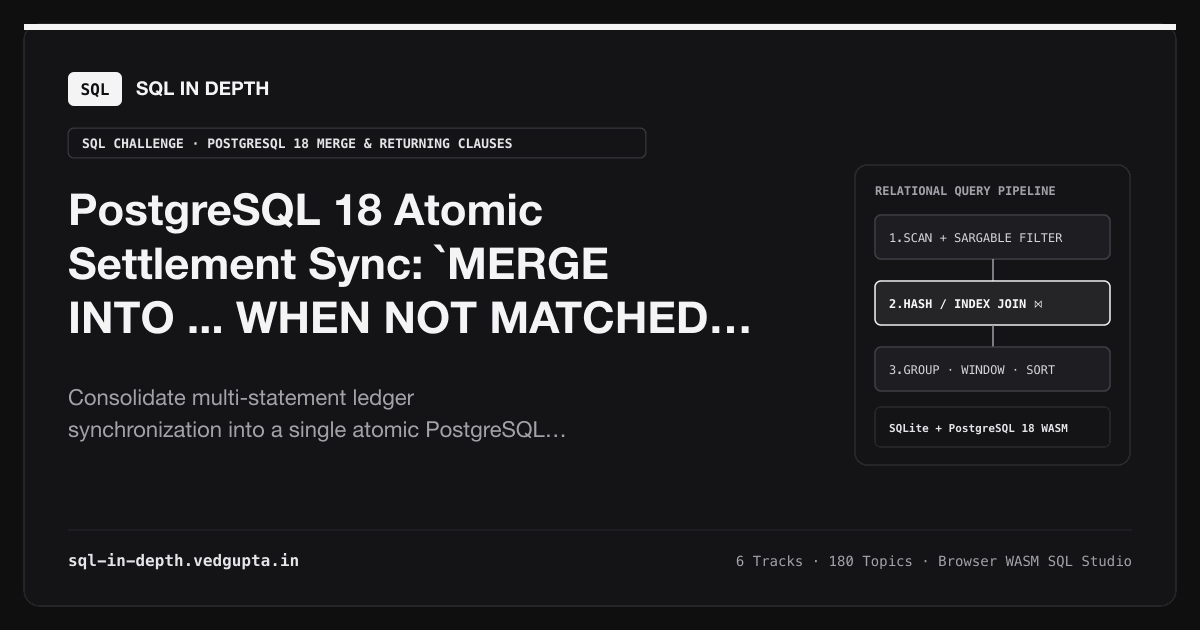 SQL SQL IN DEPTH
SQL CHALLENGE · POSTGRESQL 18 MERGE & RETURNING CLAUSES
PostgreSQL 18 Atomic
Settlement Sync: `MERGE
INTO ... WHEN NOT MATCHED…
Consolidate multi-statement ledger
synchronization into a single atomic PostgreSQL…
RELATIONAL QUERY PIPELINE
1.SCAN + SARGABLE FILTER
2.HASH / INDEX JOIN ⋈
3.GROUP · WINDOW · SORT
SQLite + PostgreSQL 18 WASM
sql-in-depth.vedgupta.in
6 Tracks · 180 Topics · Browser WASM SQL Studio